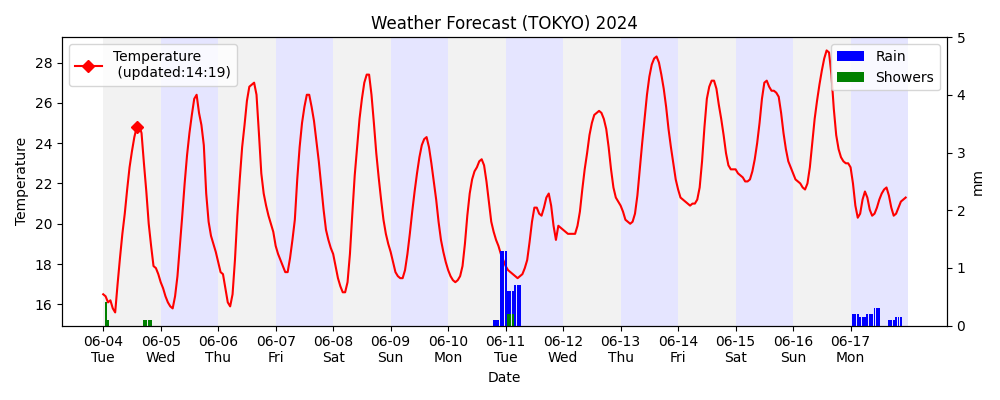 Weather Forecast (TOKYO) 2024
Temperature
(updated:14:19)
Rain
Showers
Temperature
28
26
24
22
20
18
16
5
4
3
2
1
0
mm
06-04 06-05 06-06 06-07 06-08 06-09 06-10 06-11 06-12 06-13 06-14 06-15 06-16 06-17
Tue Wed Thu Fri Sat Sun Mon Tue Wed Thu Fri Sat Sun Mon
Date